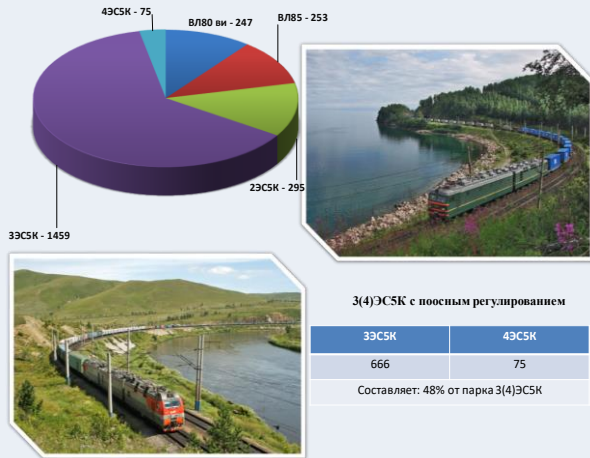 4ЭС5К - 75
ВЛ80 ви - 247
ВЛ85 - 253
2ЭС5К - 295
3ЭС5К - 1459
3(4)ЭС5К с поосным регулированием
3ЭС5К 4ЭС5К
666 75
Составляет: 48% от парка 3(4)ЭС5К